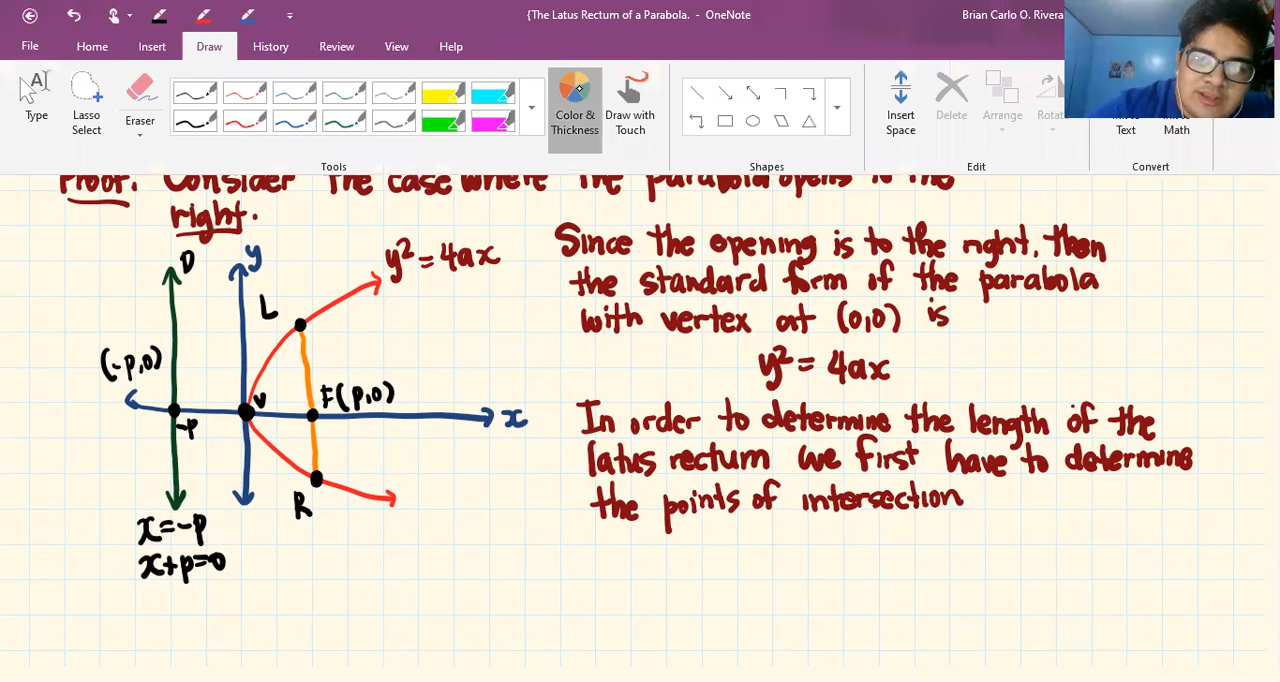 {The Latus Rectum of a Parabola. - OneNote
Brian Carlo O. Rivera
File Home Insert Draw History Review View Help
Type
Lasso Select
Eraser
Color & Thickness
Draw with Touch
Insert Space
Delete
Arrange
Text
Math
Tools
Shapes
Edit
Convert
Proof. Consider the case where the parabola opens to the
right.
D
y
y² = 4ax
L
(-p,0)
V
F(p,0)
-p
x
R
x=-p
x+p=0
Since the opening is to the right, then
the standard form of the parabola
with vertex at (0,0) is
y² = 4ax
In order to determine the length of the
latus rectum we first have to determine
the points of intersection